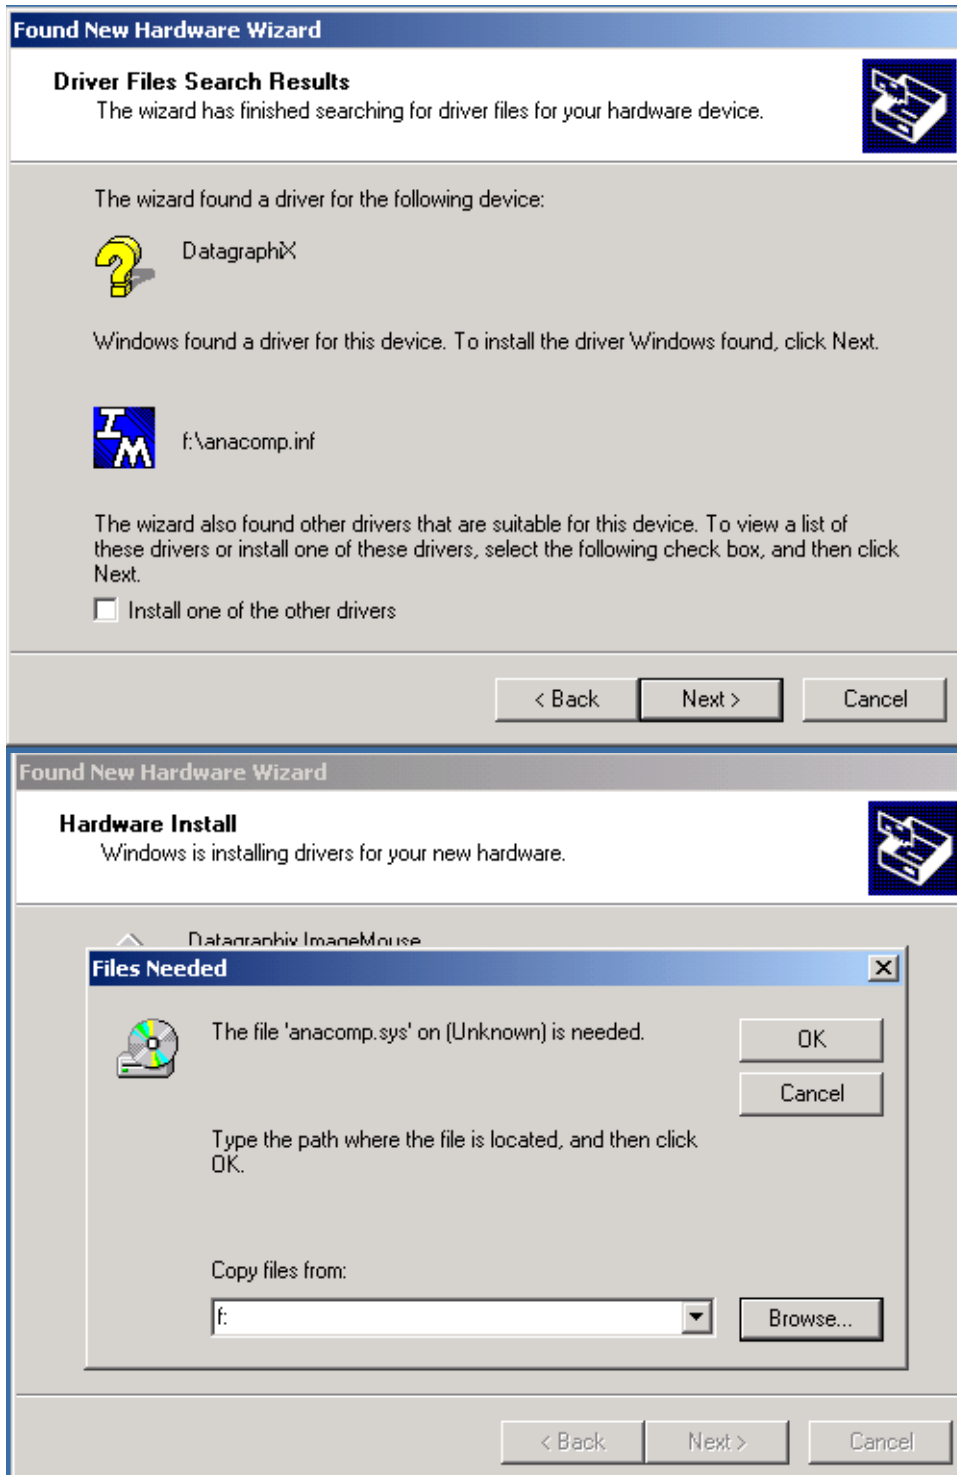 Found New Hardware Wizard
Driver Files Search Results
The wizard has finished searching for driver files for your hardware device.
The wizard found a driver for the following device:
DatagraphiX
Windows found a driver for this device. To install the driver Windows found, click Next.
IM
f:\anacomp.inf
The wizard also found other drivers that are suitable for this device. To view a list of
these drivers or install one of these drivers, select the following check box, and then click
Next.
Install one of the other drivers
< Back Next > Cancel
Found New Hardware Wizard
Hardware Install
Windows is installing drivers for your new hardware.
Datagraphix ImageMouse
Files Needed
The file 'anacomp.sys' on (Unknown) is needed.
OK
Cancel
Type the path where the file is located, and then click
OK.
Copy files from:
f:
Browse...
< Back Next > Cancel